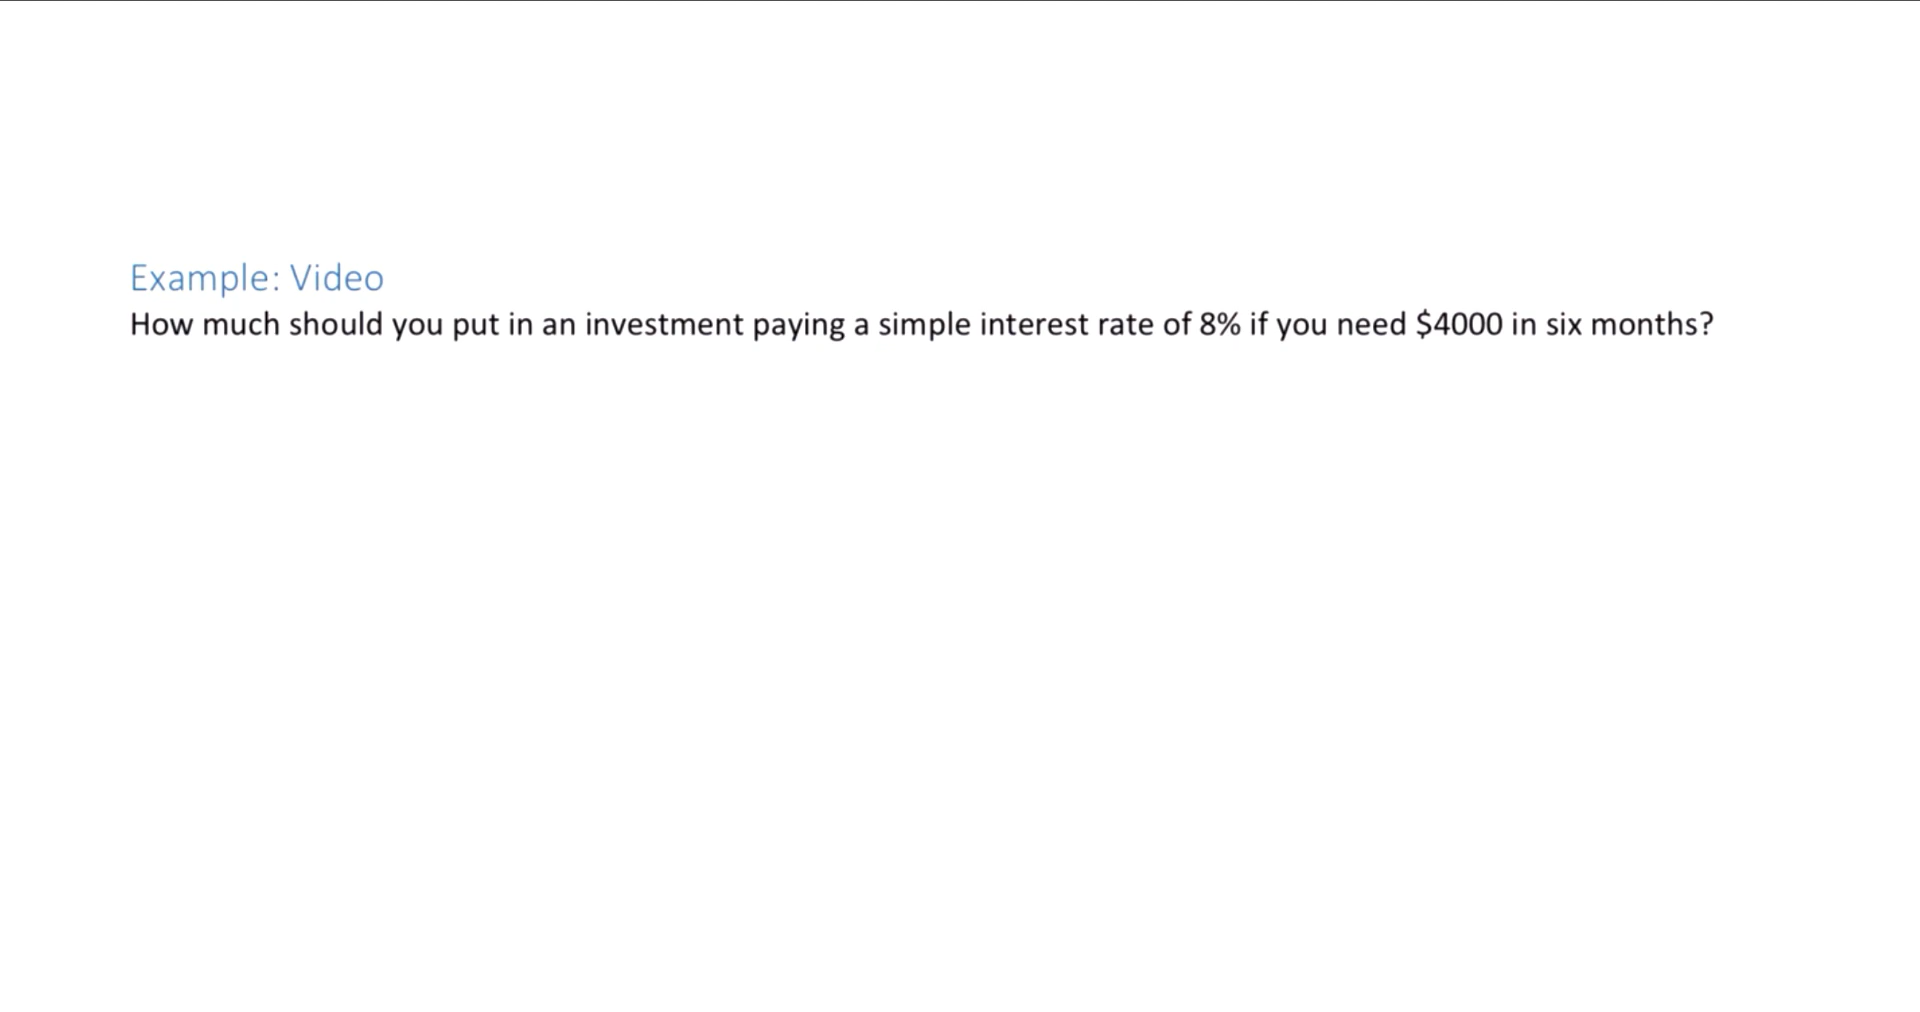 Example: Video
How much should you put in an investment paying a simple interest rate of 8% if you need $4000 in six months?